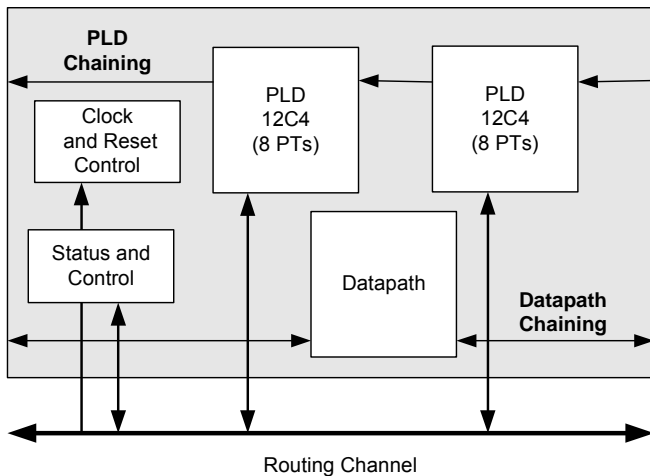 PLD
Chaining
PLD
12C4
(8 PTs)
PLD
12C4
(8 PTs)
Clock
and Reset
Control
Status and
Control
Datapath
Datapath
Chaining
Routing Channel